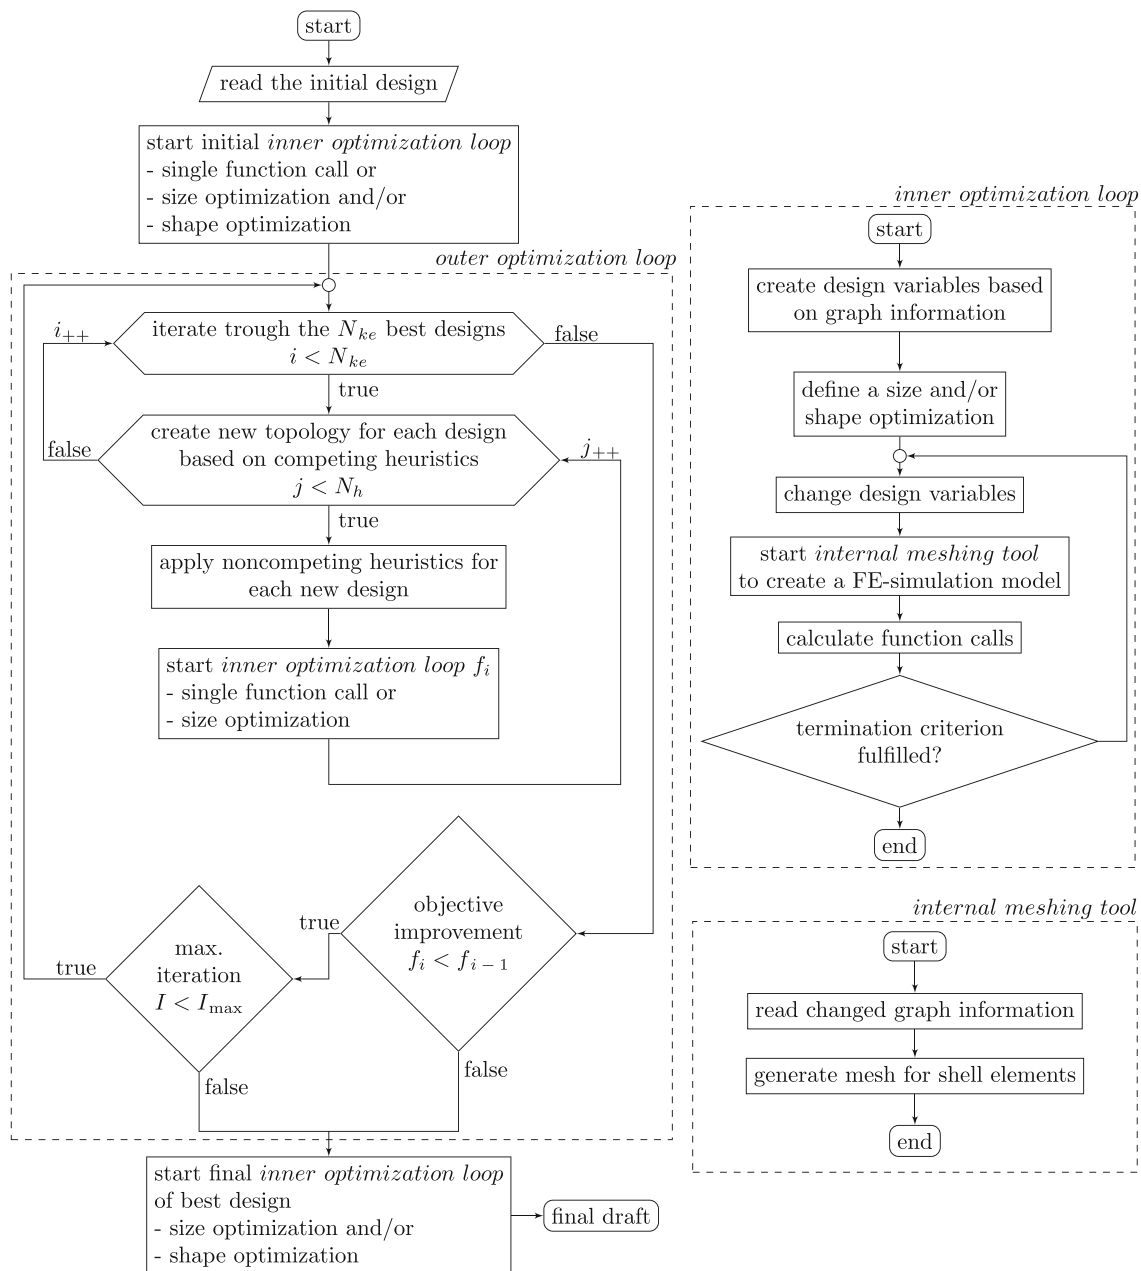 start
read the initial design
start initial inner optimization loop
- single function call or
- size optimization and/or
- shape optimization
outer optimization loop
i++
iterate trough the N_ke best designs
i < N_ke
false
true
create new topology for each design
based on competing heuristics
j < N_h
false
j++
true
apply noncompeting heuristics for
each new design
start inner optimization loop f_i
- single function call or
- size optimization
objective
improvement
f_i < f_{i-1}
true
false
max.
iteration
I < I_max
true
false
start final inner optimization loop
of best design
- size optimization and/or
- shape optimization
final draft
inner optimization loop
start
create design variables based
on graph information
define a size and/or
shape optimization
change design variables
start internal meshing tool
to create a FE-simulation model
calculate function calls
termination criterion
fulfilled?
end
internal meshing tool
start
read changed graph information
generate mesh for shell elements
end